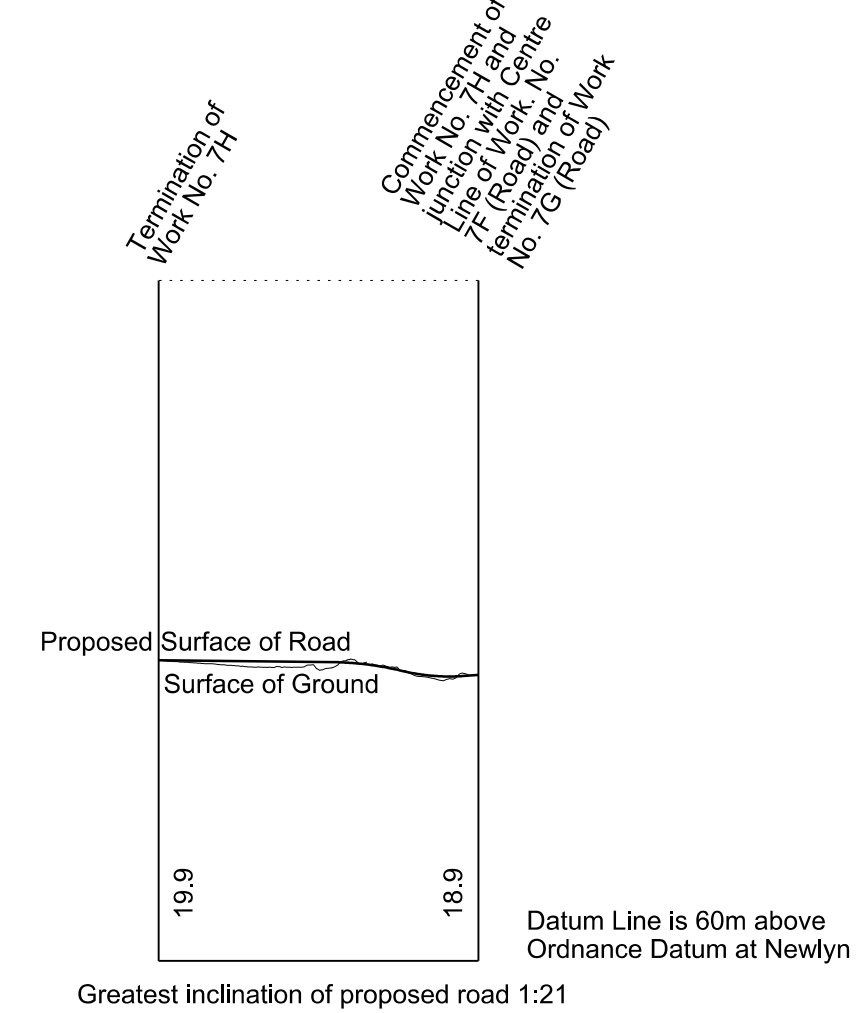 Termination of
Work No. 7H
Commencement of
Work No. 7H and
junction with Centre
Line of Work. No.
7F (Road) and
termination of Work
No. 7G (Road)
Proposed Surface of Road
Surface of Ground
19.9
18.9
Datum Line is 60m above
Ordnance Datum at Newlyn
Greatest inclination of proposed road 1:21